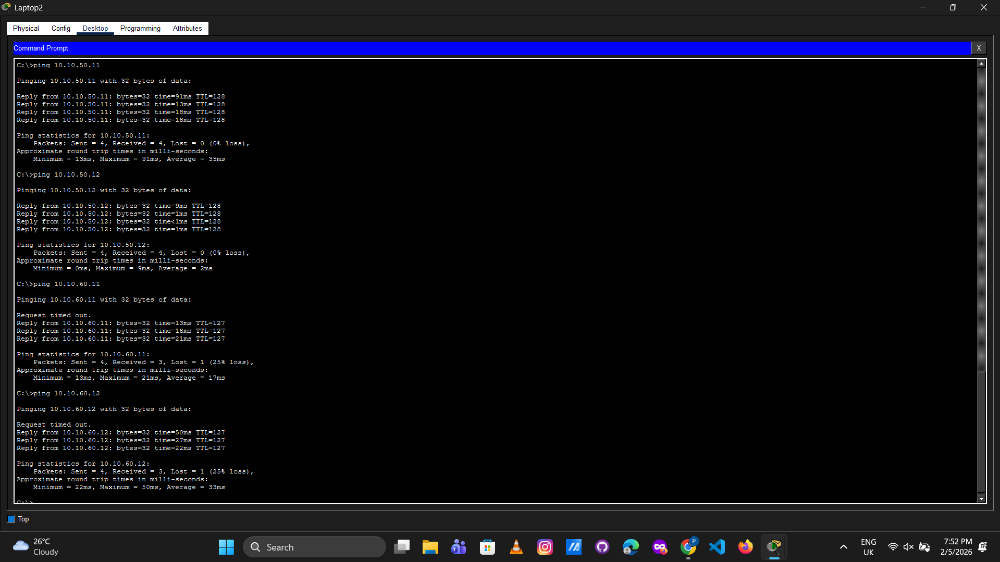 Laptop2
Physical Config Desktop Programming Attributes
Command Prompt
X
C:\>ping 10.10.50.11
Pinging 10.10.50.11 with 32 bytes of data:
Reply from 10.10.50.11: bytes=32 time=91ms TTL=128
Reply from 10.10.50.11: bytes=32 time=13ms TTL=128
Reply from 10.10.50.11: bytes=32 time=18ms TTL=128
Reply from 10.10.50.11: bytes=32 time=18ms TTL=128
Ping statistics for 10.10.50.11:
Packets: Sent = 4, Received = 4, Lost = 0 (0% loss),
Approximate round trip times in milli-seconds:
Minimum = 13ms, Maximum = 91ms, Average = 35ms
C:\>ping 10.10.50.12
Pinging 10.10.50.12 with 32 bytes of data:
Reply from 10.10.50.12: bytes=32 time=9ms TTL=128
Reply from 10.10.50.12: bytes=32 time=1ms TTL=128
Reply from 10.10.50.12: bytes=32 time<1ms TTL=128
Reply from 10.10.50.12: bytes=32 time=1ms TTL=128
Ping statistics for 10.10.50.12:
Packets: Sent = 4, Received = 4, Lost = 0 (0% loss),
Approximate round trip times in milli-seconds:
Minimum = 0ms, Maximum = 9ms, Average = 2ms
C:\>ping 10.10.60.11
Pinging 10.10.60.11 with 32 bytes of data:
Request timed out.
Reply from 10.10.60.11: bytes=32 time=13ms TTL=127
Reply from 10.10.60.11: bytes=32 time=18ms TTL=127
Reply from 10.10.60.11: bytes=32 time=21ms TTL=127
Ping statistics for 10.10.60.11:
Packets: Sent = 4, Received = 3, Lost = 1 (25% loss),
Approximate round trip times in milli-seconds:
Minimum = 13ms, Maximum = 21ms, Average = 17ms
C:\>ping 10.10.60.12
Pinging 10.10.60.12 with 32 bytes of data:
Request timed out.
Reply from 10.10.60.12: bytes=32 time=50ms TTL=127
Reply from 10.10.60.12: bytes=32 time=27ms TTL=127
Reply from 10.10.60.12: bytes=32 time=22ms TTL=127
Ping statistics for 10.10.60.12:
Packets: Sent = 4, Received = 3, Lost = 1 (25% loss),
Approximate round trip times in milli-seconds:
Minimum = 22ms, Maximum = 50ms, Average = 33ms
C:\>
Top
26°C
Cloudy
Search
P
ENG
UK
7:52 PM
2/5/2026